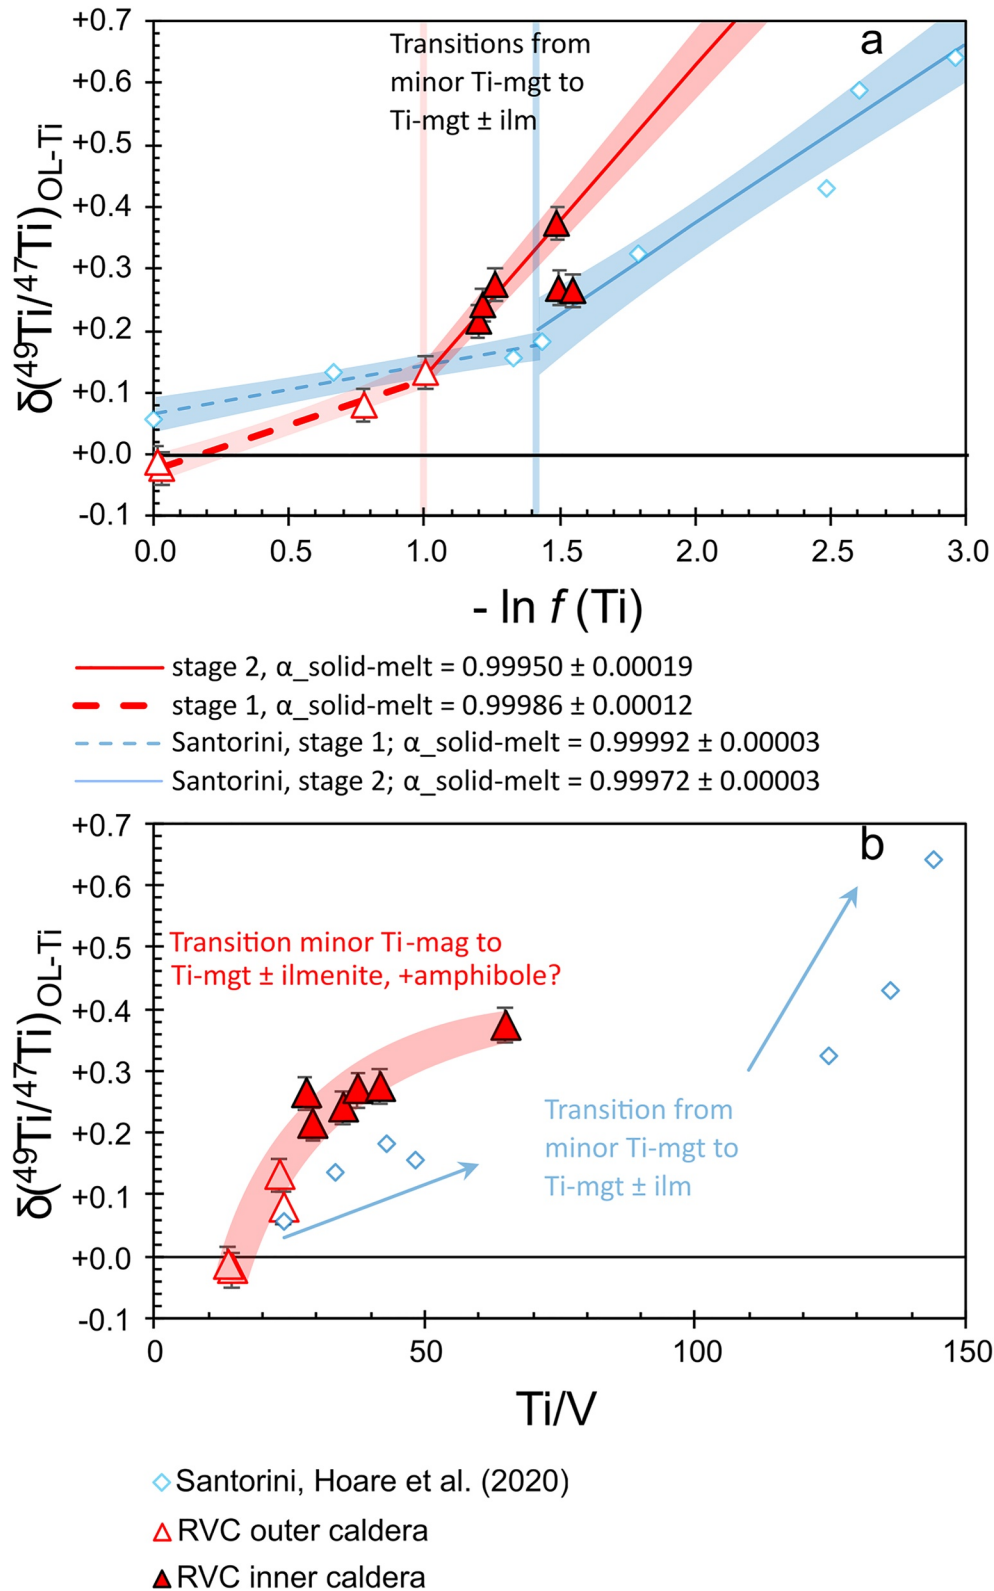 +0.7
+0.6
+0.5
+0.4
+0.3
+0.2
+0.1
+0.0
-0.1
δ(⁴⁹Ti/⁴⁷Ti)OL-Ti
Transitions from
minor Ti-mgt to
Ti-mgt ± ilm
a
0.0 0.5 1.0 1.5 2.0 2.5 3.0
- ln f (Ti)
stage 2, α_solid-melt = 0.99950 ± 0.00019
stage 1, α_solid-melt = 0.99986 ± 0.00012
Santorini, stage 1; α_solid-melt = 0.99992 ± 0.00003
Santorini, stage 2; α_solid-melt = 0.99972 ± 0.00003
+0.7
+0.6
+0.5
+0.4
+0.3
+0.2
+0.1
+0.0
-0.1
δ(⁴⁹Ti/⁴⁷Ti)OL-Ti
b
Transition minor Ti-mag to
Ti-mgt ± ilmenite, +amphibole?
Transition from
minor Ti-mgt to
Ti-mgt ± ilm
0 50 100 150
Ti/V
Santorini, Hoare et al. (2020)
RVC outer caldera
RVC inner caldera